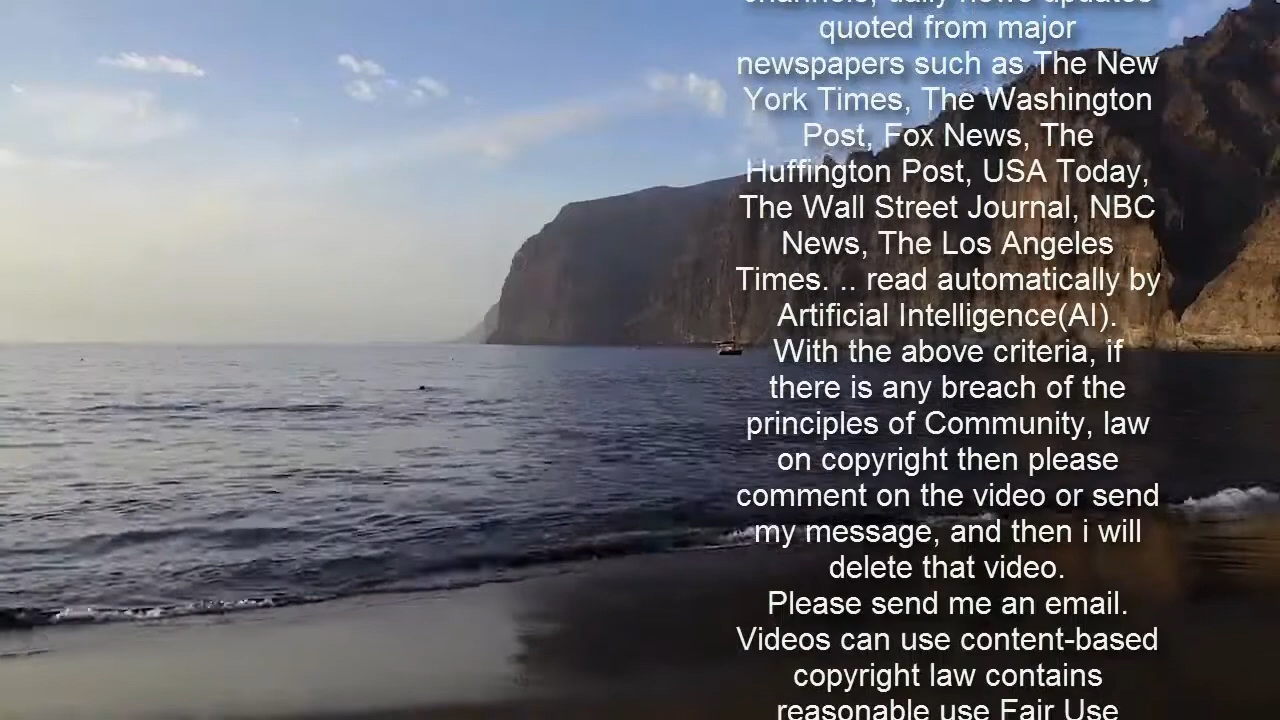 channels, daily news updates
quoted from major
newspapers such as The New
York Times, The Washington
Post, Fox News, The
Huffington Post, USA Today,
The Wall Street Journal, NBC
News, The Los Angeles
Times. .. read automatically by
Artificial Intelligence(AI).
With the above criteria, if
there is any breach of the
principles of Community, law
on copyright then please
comment on the video or send
my message, and then i will
delete that video.
Please send me an email.
Videos can use content-based
copyright law contains
reasonable use Fair Use